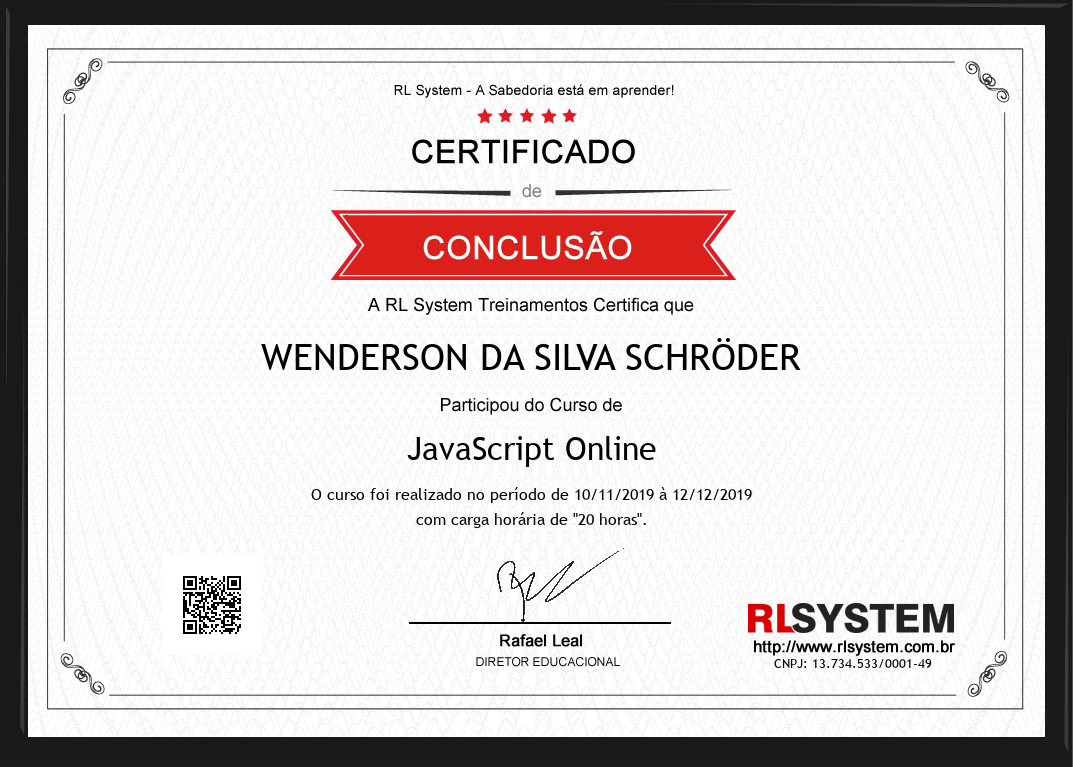 RL System - A Sabedoria está em aprender!
CERTIFICADO
de
CONCLUSÃO
A RL System Treinamentos Certifica que
WENDERSON DA SILVA SCHRÖDER
Participou do Curso de
JavaScript Online
O curso foi realizado no período de 10/11/2019 à 12/12/2019
com carga horária de "20 horas".
Rafael Leal
DIRETOR EDUCACIONAL
RLSYSTEM
http://www.rlsystem.com.br
CNPJ: 13.734.533/0001-49